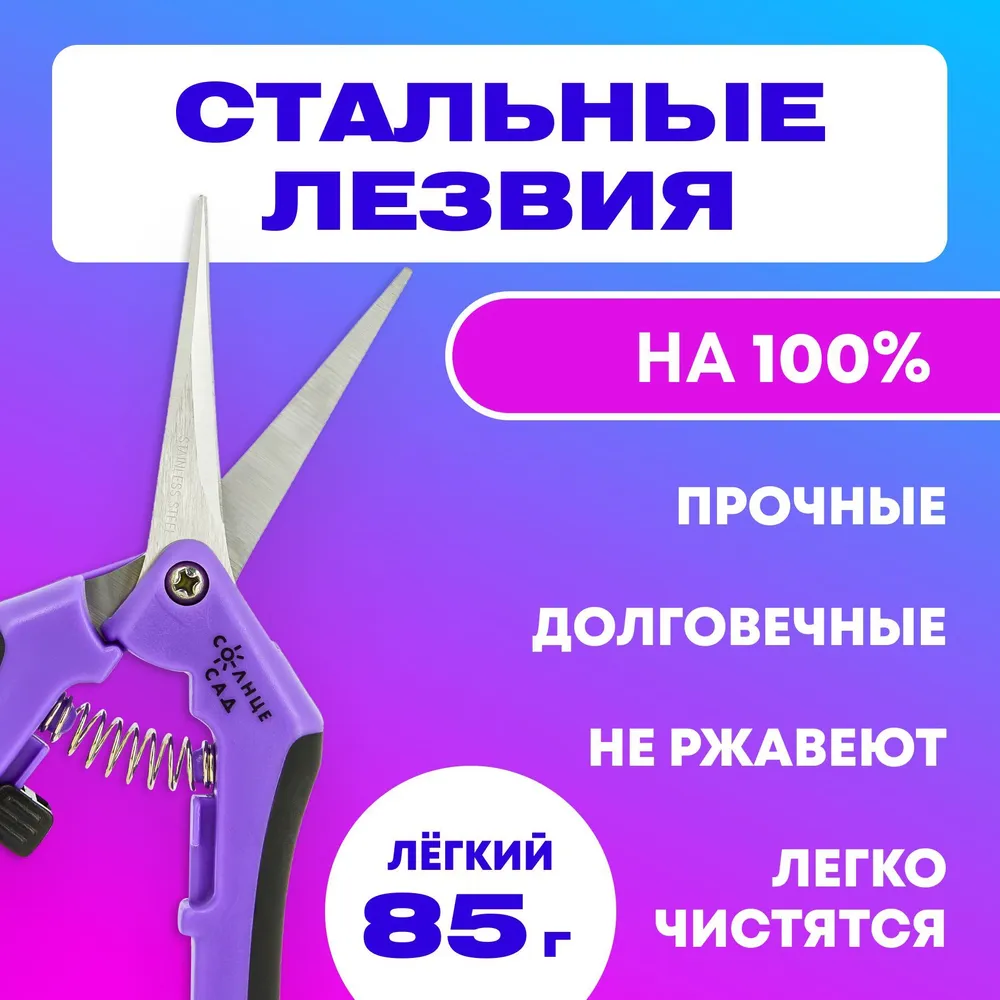 СТАЛЬНЫЕ
ЛЕЗВИЯ
НА 100%
ПРОЧНЫЕ
ДОЛГОВЕЧНЫЕ
НЕ РЖАВЕЮТ
ЛЕГКО
ЧИСТЯТСЯ
STAINLESS STEEL
СОЛНЦЕ
САД
ЛЁГКИЙ
85 г